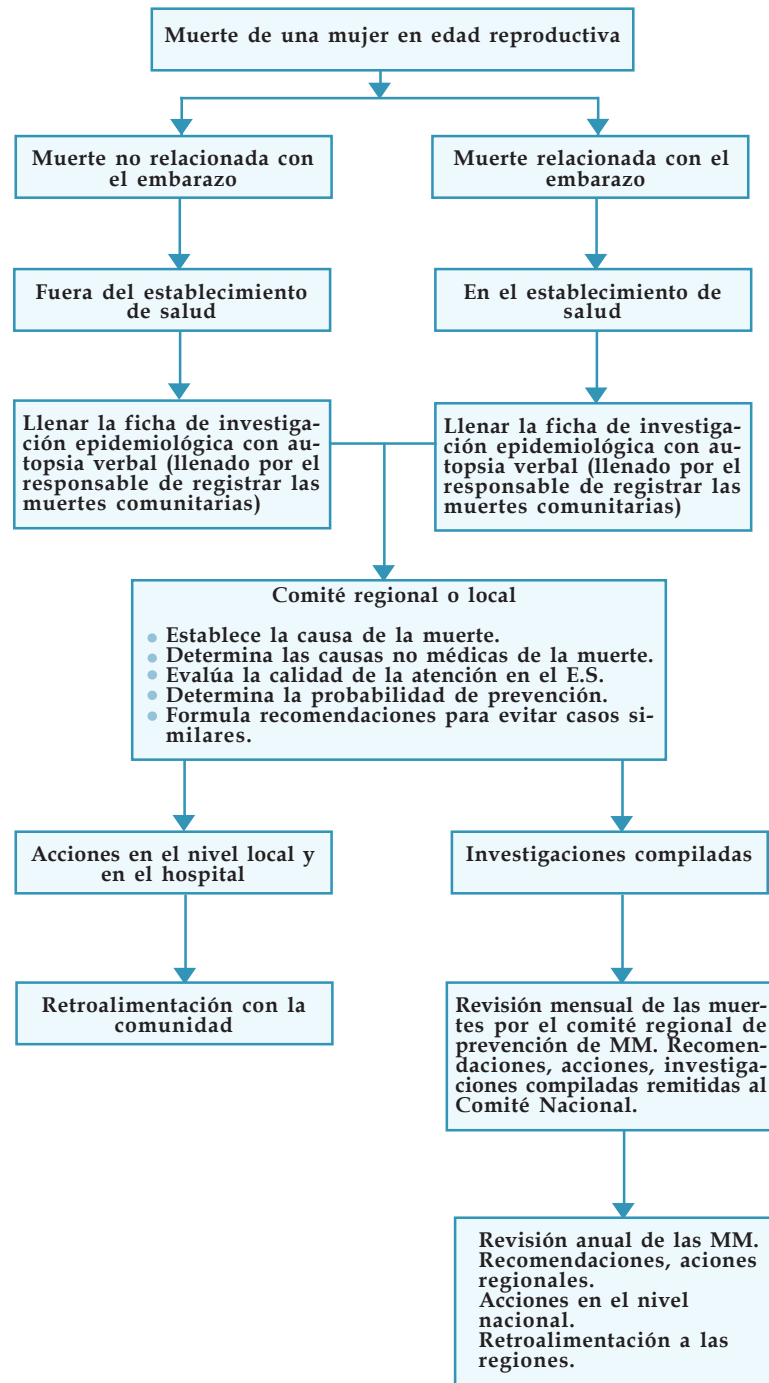 Muerte de una mujer en edad reproductiva
Muerte no relacionada con
el embarazo
Muerte relacionada con el
embarazo
Fuera del establecimiento
de salud
En el establecimiento de
salud
Llenar la ficha de investiga-
ción epidemiológica con au-
topsia verbal (llenado por el
responsable de registrar las
muertes comunitarias)
Llenar la ficha de investiga-
ción epidemiológica con au-
topsia verbal (llenado por el
responsable de registrar las
muertes comunitarias)
Comité regional o local
● Establece la causa de la muerte.
● Determina las causas no médicas de la muerte.
● Evalúa la calidad de la atención en el E.S.
● Determina la probabilidad de prevención.
● Formula recomendaciones para evitar casos si-
milares.
Acciones en el nivel local y
en el hospital
Investigaciones compiladas
Retroalimentación con la
comunidad
Revisión mensual de las muer-
tes por el comité regional de
prevención de MM. Recomen-
daciones, acciones, investiga-
ciones compiladas remitidas al
Comité Nacional.
Revisión anual de las MM.
Recomendaciones, aciones
regionales.
Acciones en el nivel
nacional.
Retroalimentación a las
regiones.